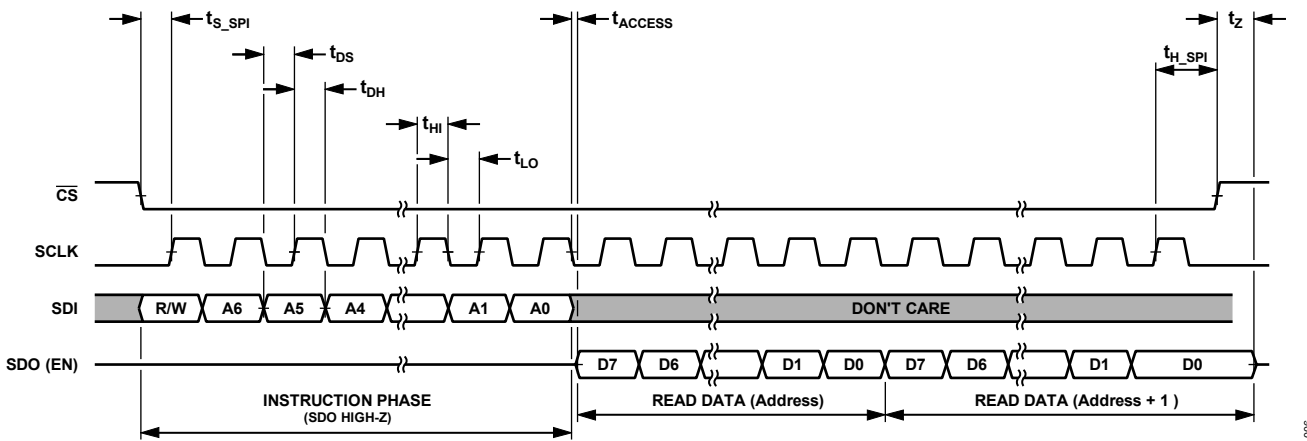 tS_SPI
tACCESS
tZ
tDS
tH_SPI
tDH
tHI
tLO
CS
SCLK
SDI
R/W A6 A5 A4 A1 A0 DON'T CARE
SDO (EN)
D7 D6 D1 D0 D7 D6 D1 D0
INSTRUCTION PHASE
(SDO HIGH-Z)
READ DATA (Address)
READ DATA (Address + 1 )